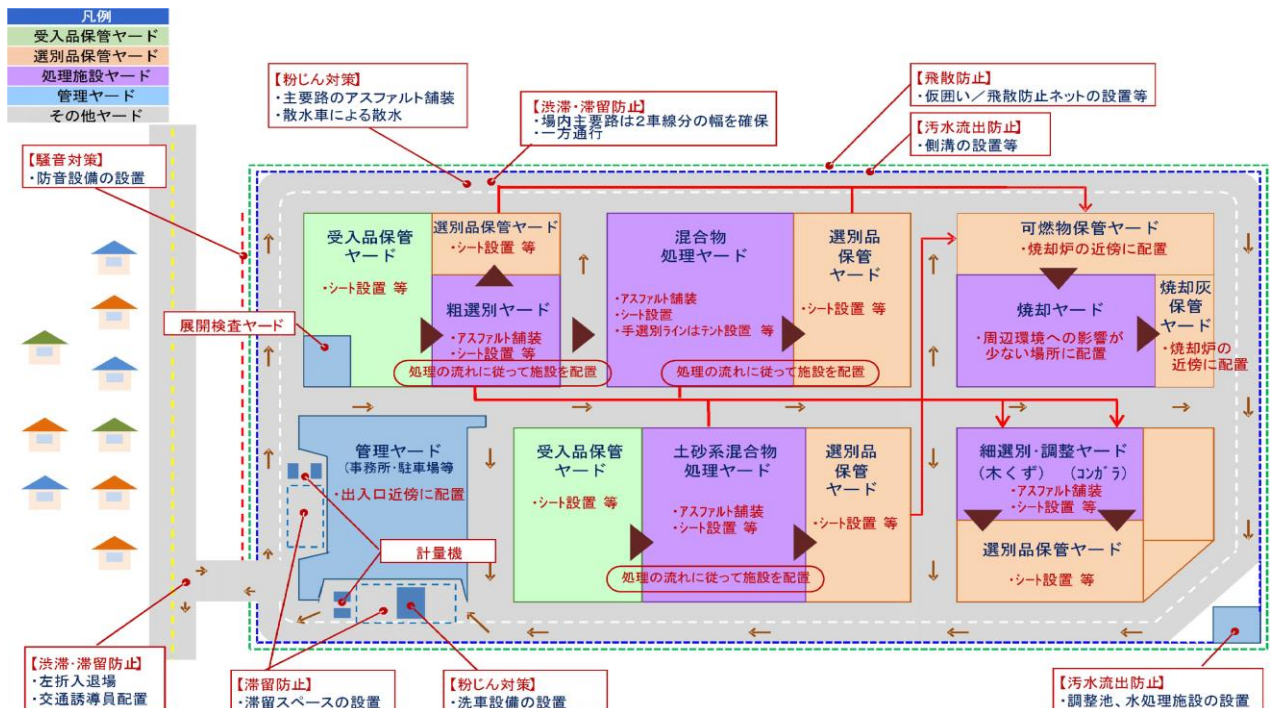 凡例
受入品保管ヤード
選別品保管ヤード
処理施設ヤード
管理ヤード
その他ヤード
【騒音対策】
・防音設備の設置
【粉じん対策】
・主要路のアスファルト舗装
・散水車による散水
【渋滞・滞留防止】
・場内主要路は2車線分の幅を確保
・一方通行
【飛散防止】
・仮囲い/飛散防止ネットの設置等
【汚水流出防止】
・側溝の設置等
展開検査ヤード
受入品保管
ヤード
・シート設置 等
選別品保管ヤード
・シート設置 等
粗選別ヤード
・アスファルト舗装
・シート設置 等
処理の流れに従って施設を配置
混合物
処理ヤード
・アスファルト舗装
・シート設置
・手選別ラインはテント設置 等
処理の流れに従って施設を配置
選別品
保管
ヤード
・シート設置 等
可燃物保管ヤード
・焼却炉の近傍に配置
焼却ヤード
・周辺環境への影響が
少ない場所に配置
焼却灰
保管
ヤード
・焼却炉の
近傍に配置
管理ヤード
(事務所・駐車場等
・出入口近傍に配置
計量機
受入品保管
ヤード
・シート設置 等
土砂系混合物
処理ヤード
・アスファルト舗装
・シート設置 等
処理の流れに従って施設を配置
選別品
保管
ヤード
・シート設置 等
細選別・調整ヤード
(木くず) (コンガラ)
・アスファルト舗装
・シート設置 等
選別品保管ヤード
・シート設置 等
【渋滞・滞留防止】
・左折入退場
・交通誘導員配置
【滞留防止】
・滞留スペースの設置
【粉じん対策】
・洗車設備の設置
【汚水流出防止】
・調整池、水処理施設の設置